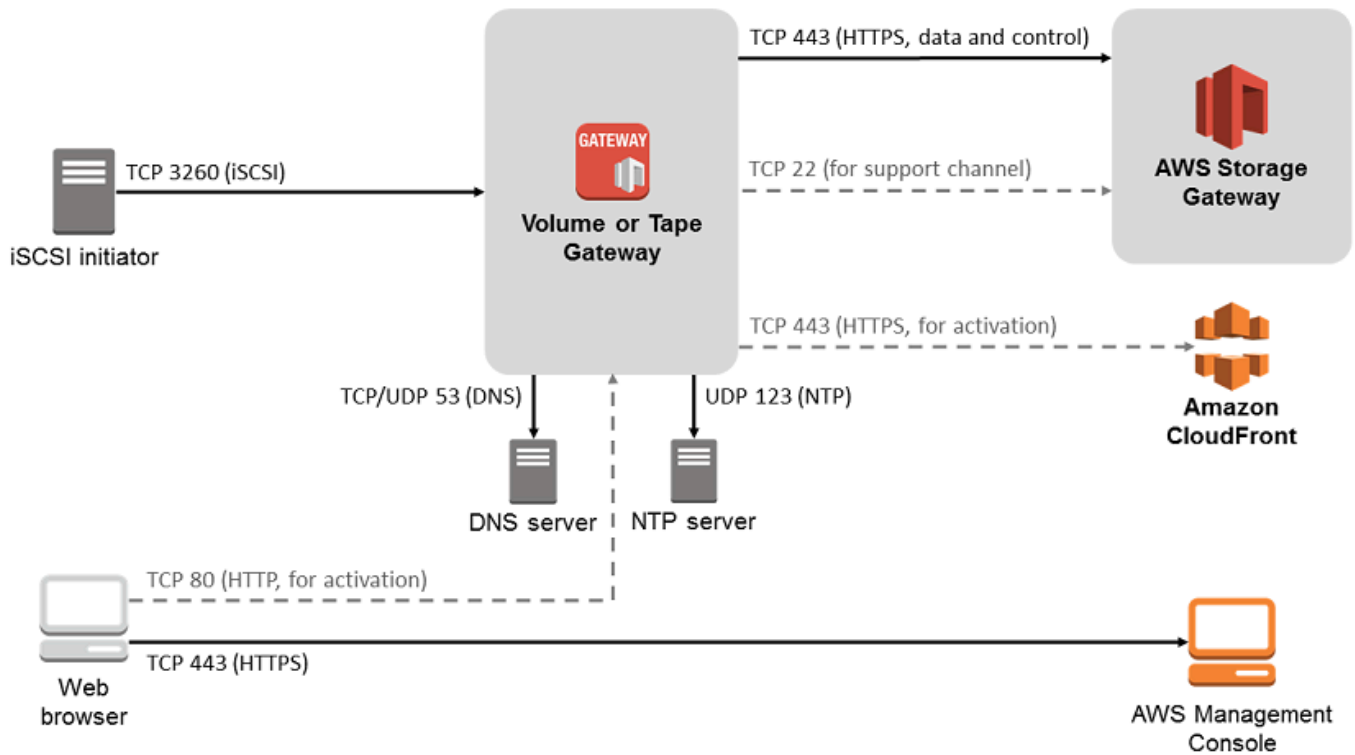 TCP 443 (HTTPS, data and control)
GATEWAY
TCP 3260 (iSCSI)
TCP 22 (for support channel)
AWS Storage
Gateway
Volume or Tape
Gateway
iSCSI initiator
TCP 443 (HTTPS, for activation)
TCP/UDP 53 (DNS)
UDP 123 (NTP)
Amazon
CloudFront
DNS server
NTP server
TCP 80 (HTTP, for activation)
TCP 443 (HTTPS)
Web
browser
AWS Management
Console